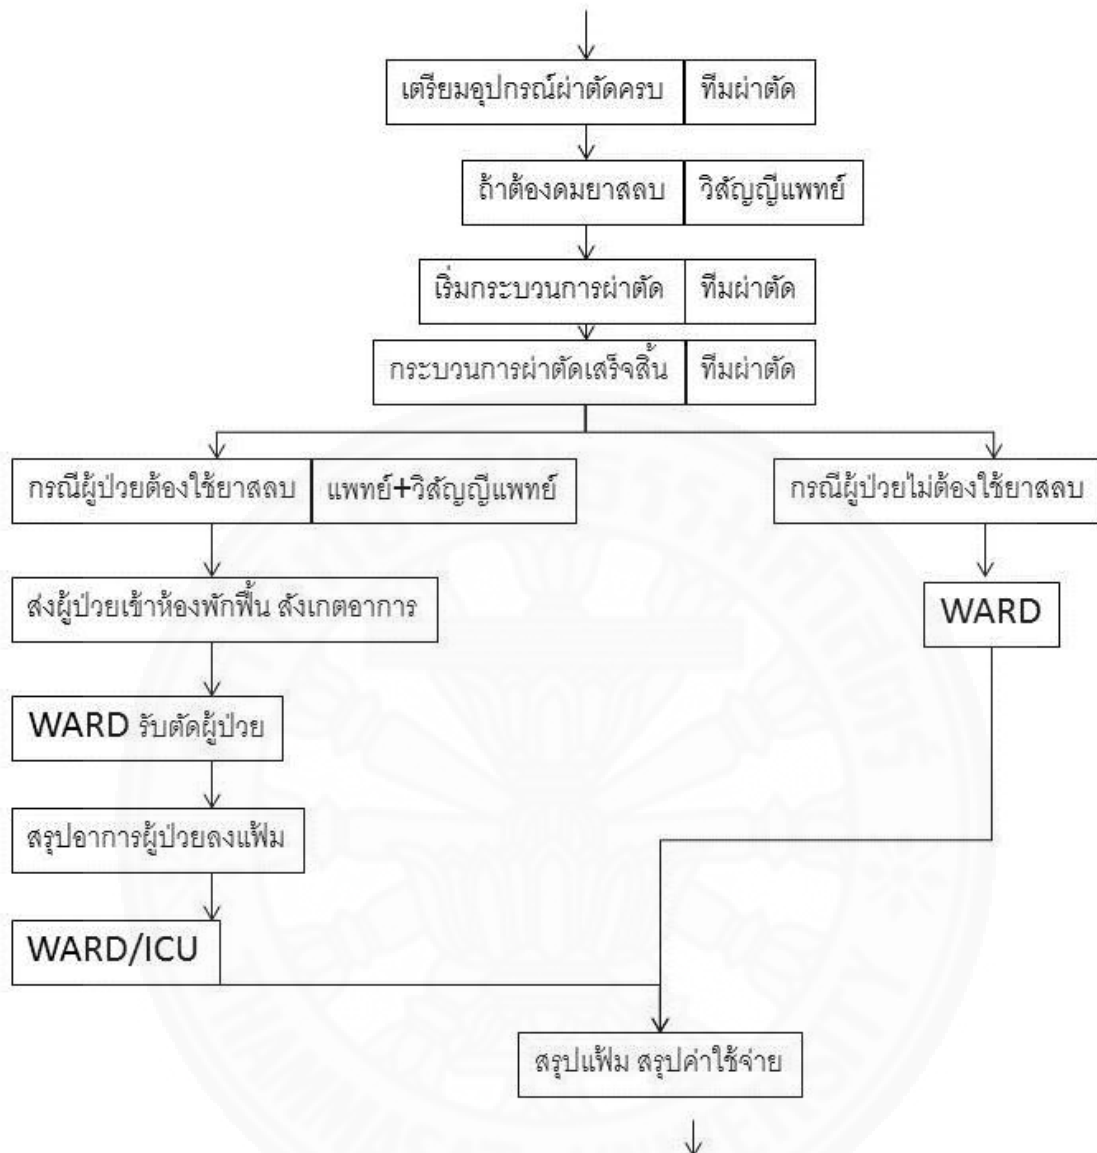 เตรียมอุปกรณ์ผ่าตัดครบ ทีมผ่าตัด
ถ้าต้องดมยาสลบ วิสัญญีแพทย์
เริ่มกระบวนการผ่าตัด ทีมผ่าตัด
กระบวนการผ่าตัดเสร็จสิ้น ทีมผ่าตัด
กรณีผู้ป่วยต้องใช้ยาสลบ แพทย์+วิสัญญีแพทย์
กรณีผู้ป่วยไม่ต้องใช้ยาสลบ
ส่งผู้ป่วยเข้าห้องพักฟื้น สังเกตอาการ
WARD
WARD รับตัดผู้ป่วย
สรุปอาการผู้ป่วยลงแฟ้ม
WARD/ICU
สรุปแฟ้ม สรุปค่าใช้จ่าย
THAMMASAT UNIVERSITY